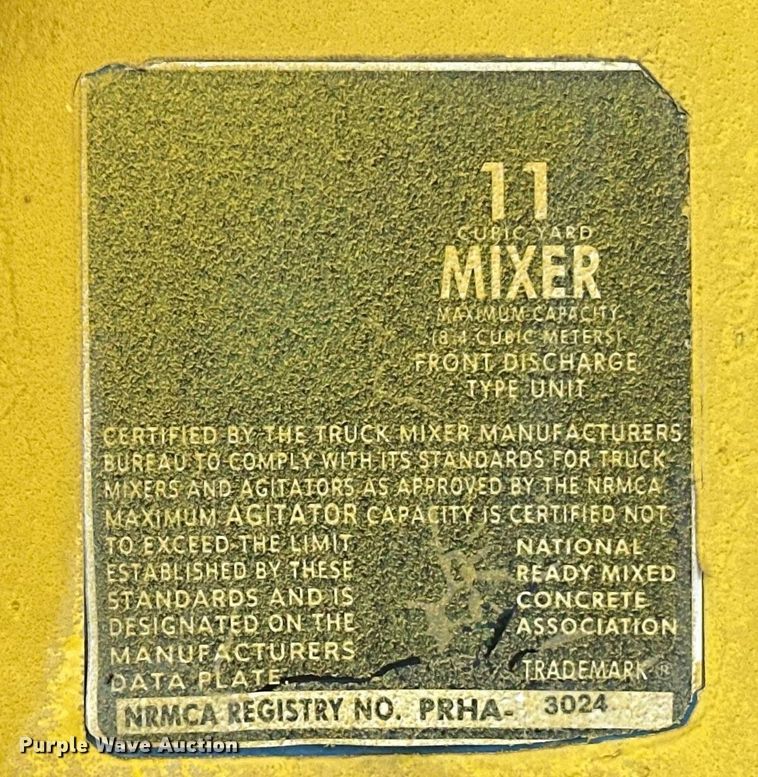 11
CUBIC YARD
MIXER
MAXIMUM CAPACITY
(8.4 CUBIC METERS)
FRONT DISCHARGE
TYPE UNIT
CERTIFIED BY THE TRUCK MIXER MANUFACTURERS
BUREAU TO COMPLY WITH ITS STANDARDS FOR TRUCK
MIXERS AND AGITATORS AS APPROVED BY THE NRMCA
MAXIMUM AGITATOR CAPACITY IS CERTIFIED NOT
TO EXCEED THE LIMIT
ESTABLISHED BY THESE
STANDARDS AND IS
DESIGNATED ON THE
MANUFACTURERS
DATA PLATE.
NATIONAL
READY MIXED
CONCRETE
ASSOCIATION
TRADEMARK ®
NRMCA REGISTRY NO. PRHA- 3024
Purple Wave Auction